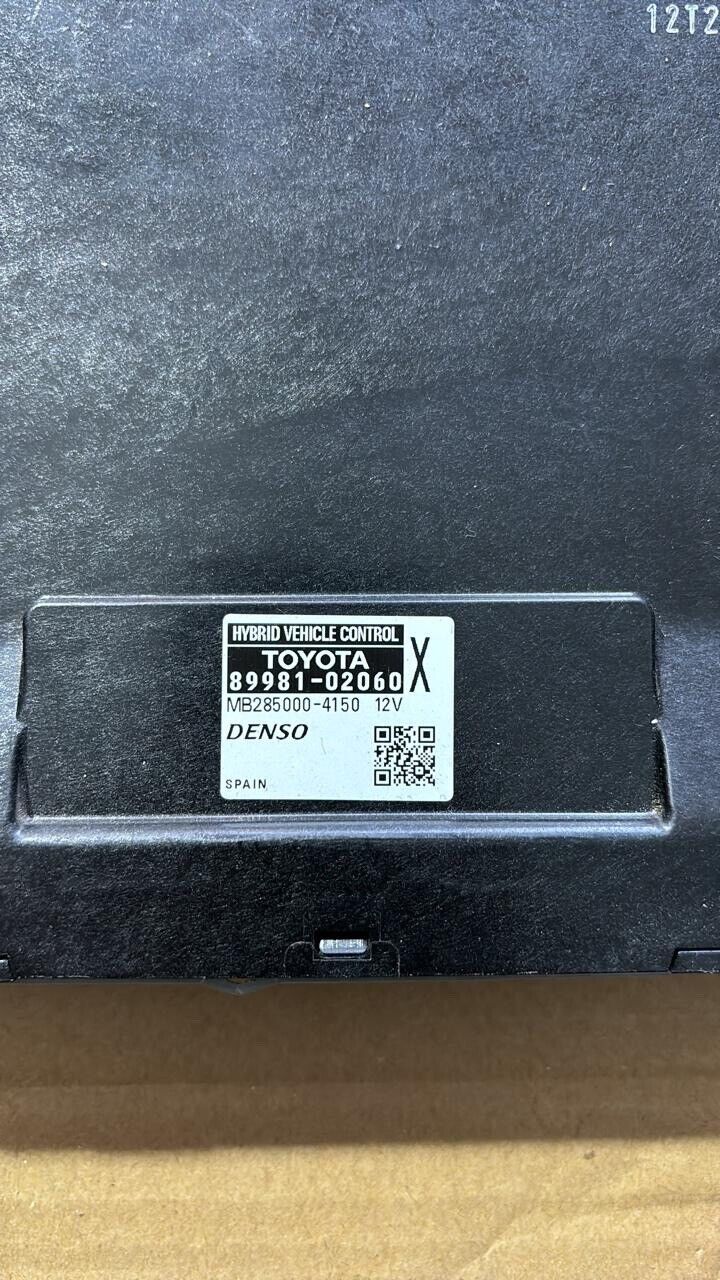 12T2
HYBRID VEHICLE CONTROL
TOYOTA X
89981-02060
MB285000-4150 12V
DENSO
SPAIN